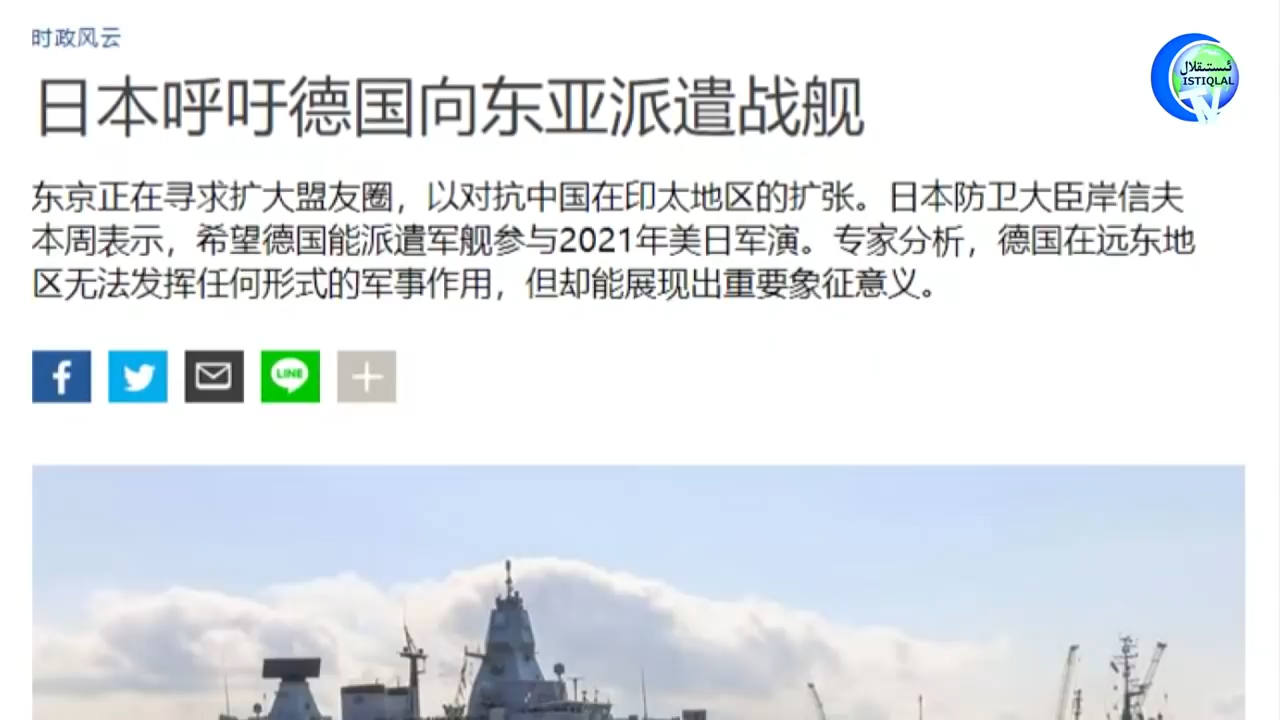 时政风云
日本呼吁德国向东亚派遣战舰
东京正在寻求扩大盟友圈，以对抗中国在印太地区的扩张。日本防卫大臣岸信夫
本周表示，希望德国能派遣军舰参与2021年美日军演。专家分析，德国在远东地
区无法发挥任何形式的军事作用，但却能展现出重要象征意义。
LINE
ئىستىقلال
ISTIQLAL
TV